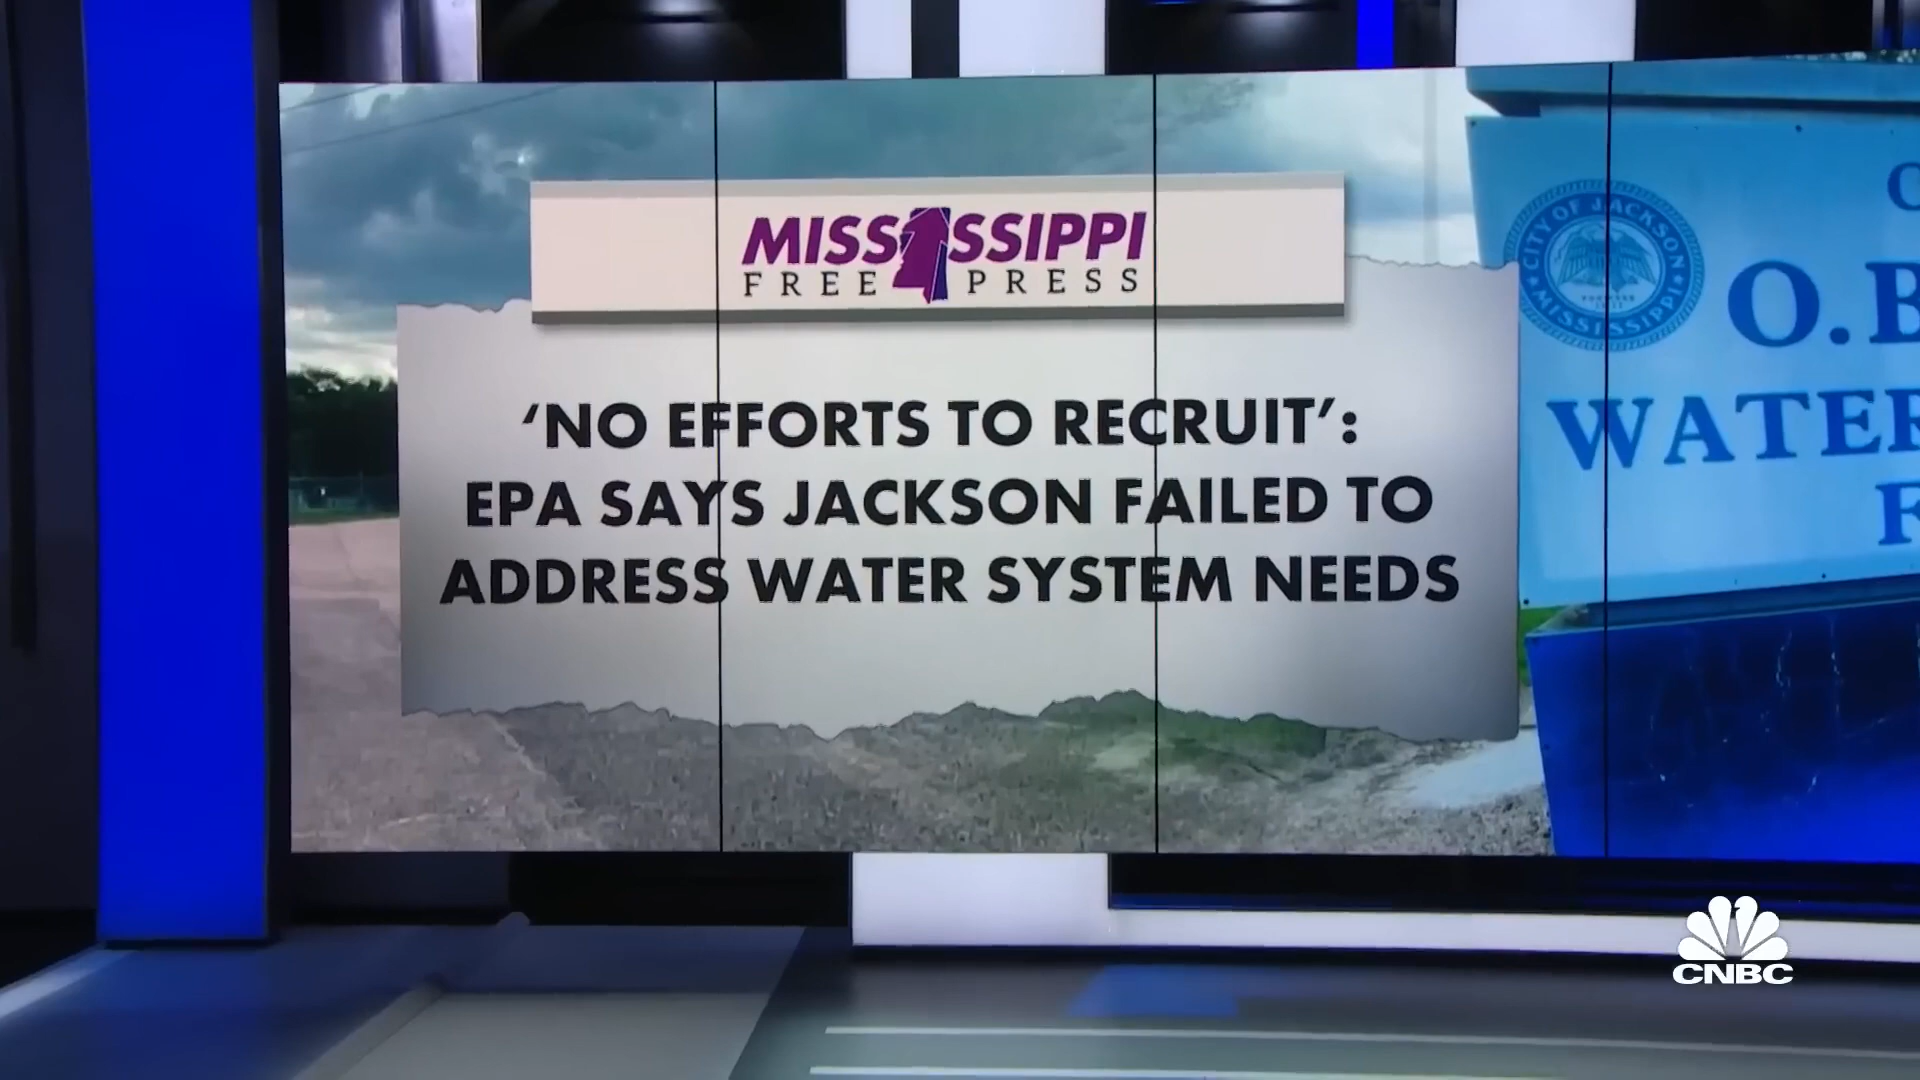 MISSISSIPPI
FREE PRESS
‘NO EFFORTS TO RECRUIT’:
EPA SAYS JACKSON FAILED TO
ADDRESS WATER SYSTEM NEEDS
CITY OF JACKSON
MISSISSIPPI
O.B
WATER
F
CNBC